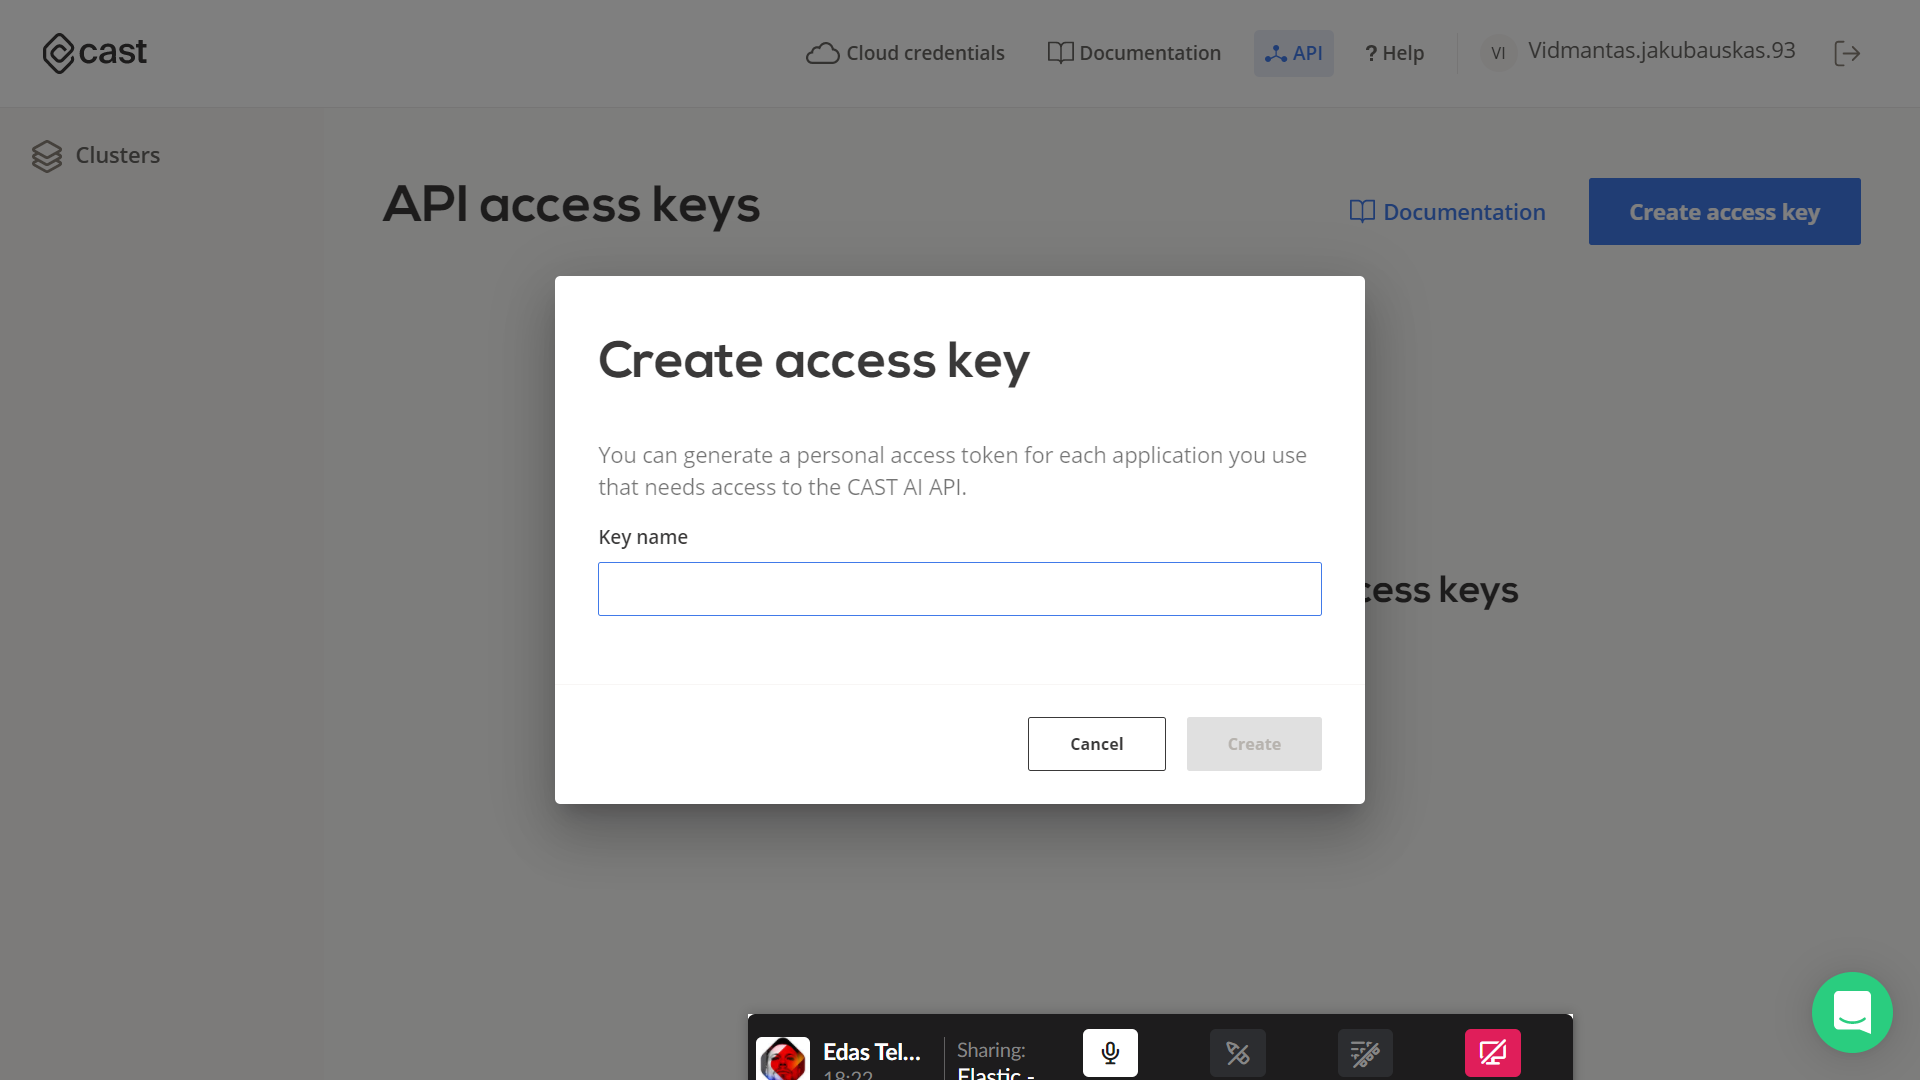 cast
Cloud credentials
Documentation
API
? Help
VI
Vidmantas.jakubauskas.93
Clusters
API access keys
Documentation
Create access key
Create access key
You can generate a personal access token for each application you use
that needs access to the CAST AI API.
Key name
cess keys
Cancel
Create
Edas Tel...
18:22
Sharing:
Elastic -